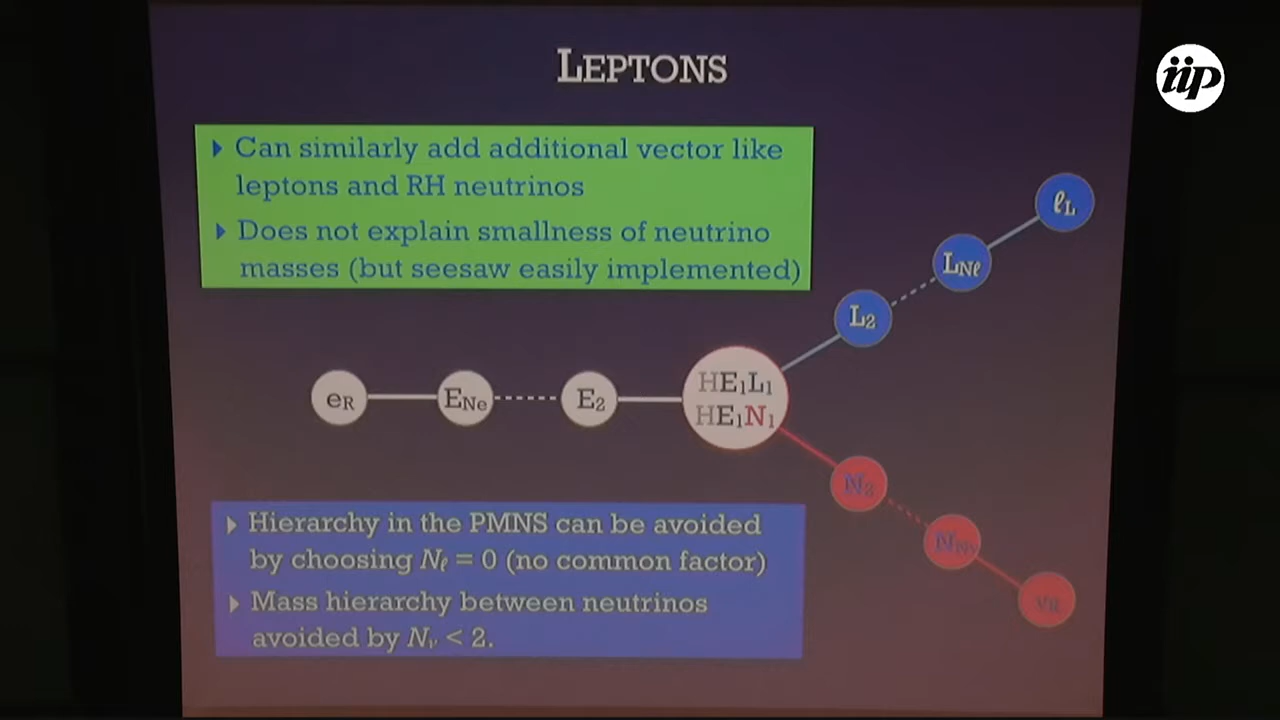 LEPTONS
iip
Can similarly add additional vector like
leptons and RH neutrinos
Does not explain smallness of neutrino
masses (but seesaw easily implemented)
ℓL
LNℓ
L2
eR
ENe
E2
HE1L1
HE1N1
N2
NNν
νR
Hierarchy in the PMNS can be avoided
by choosing Nℓ = 0 (no common factor)
Mass hierarchy between neutrinos
avoided by Nν < 2.